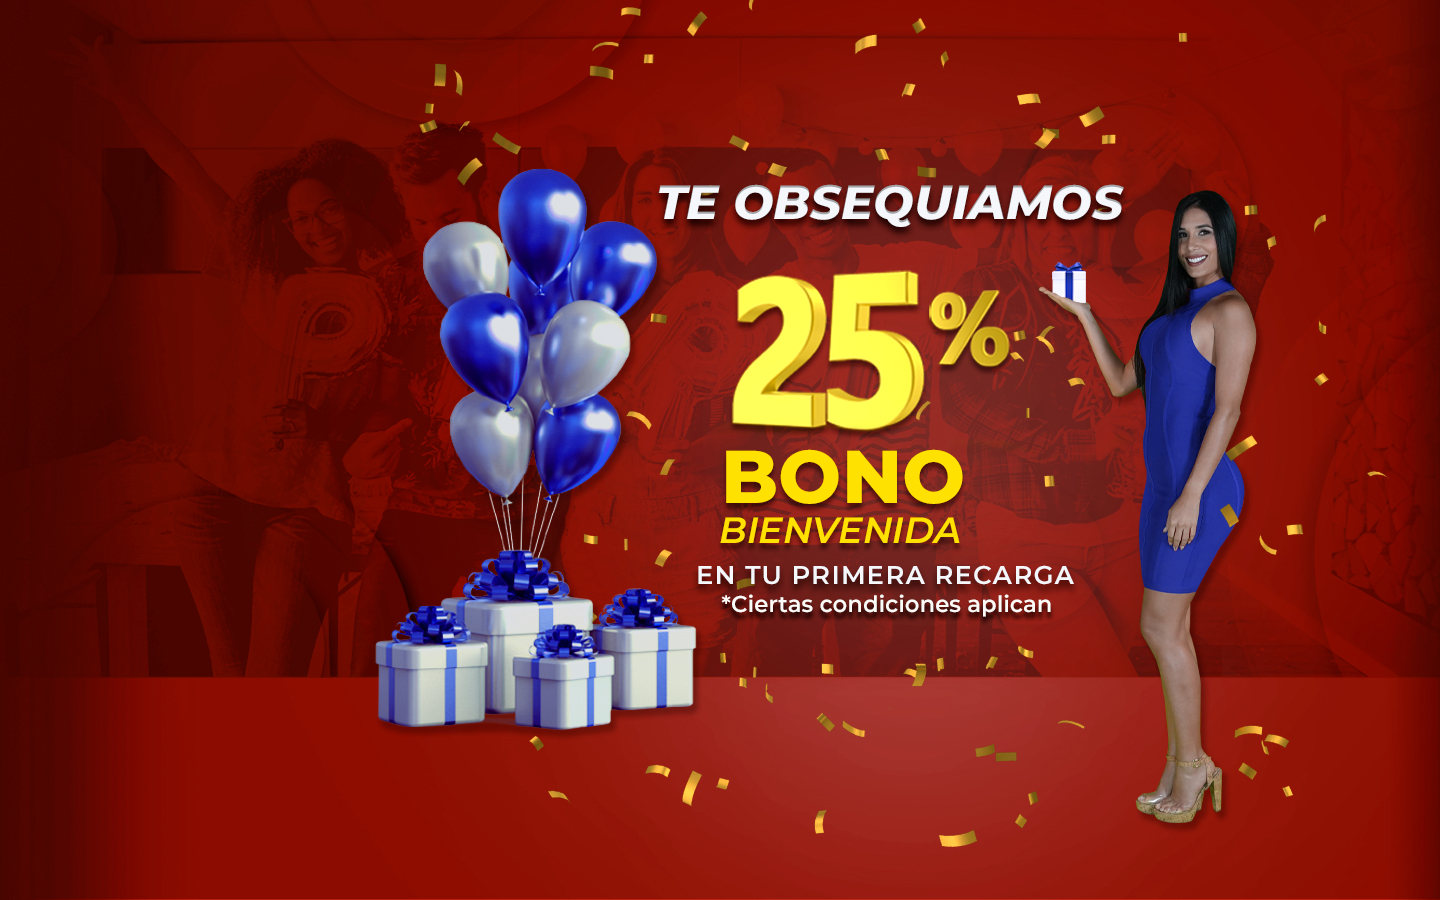 TE OBSEQUIAMOS
25%
BONO
BIENVENIDA
EN TU PRIMERA RECARGA
*Ciertas condiciones aplican